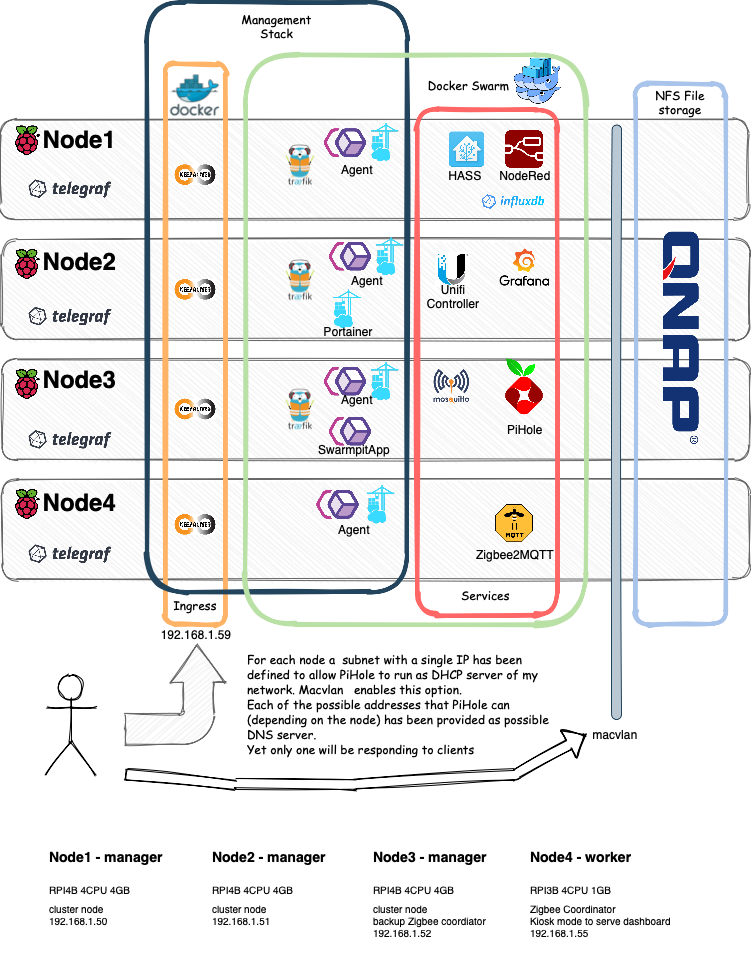 Management
Stack
docker
Docker Swarm
NFS File
storage
Node1
telegraf
KEEPALIVED
træfik
Agent
HASS
NodeRed
influxdb
Node2
telegraf
KEEPALIVED
træfik
Agent
Portainer
Unifi
Controller
Grafana
QNAP
Node3
telegraf
KEEPALIVED
træfik
Agent
SwarmpitApp
mosquitto
PiHole
Node4
telegraf
KEEPALIVED
Agent
MQTT
Zigbee2MQTT
Ingress
Services
192.168.1.59
For each node a subnet with a single IP has been
defined to allow PiHole to run as DHCP server of my
network. Macvlan enables this option.
Each of the possible addresses that PiHole can
(depending on the node) has been provided as possible
DNS server.
Yet only one will be responding to clients
macvlan
Node1 - manager
RPI4B 4CPU 4GB
cluster node
192.168.1.50
Node2 - manager
RPI4B 4CPU 4GB
cluster node
192.168.1.51
Node3 - manager
RPI4B 4CPU 4GB
cluster node
backup Zigbee coordiator
192.168.1.52
Node4 - worker
RPI3B 4CPU 1GB
Zigbee Coordinator
Kiosk mode to serve dashboard
192.168.1.55